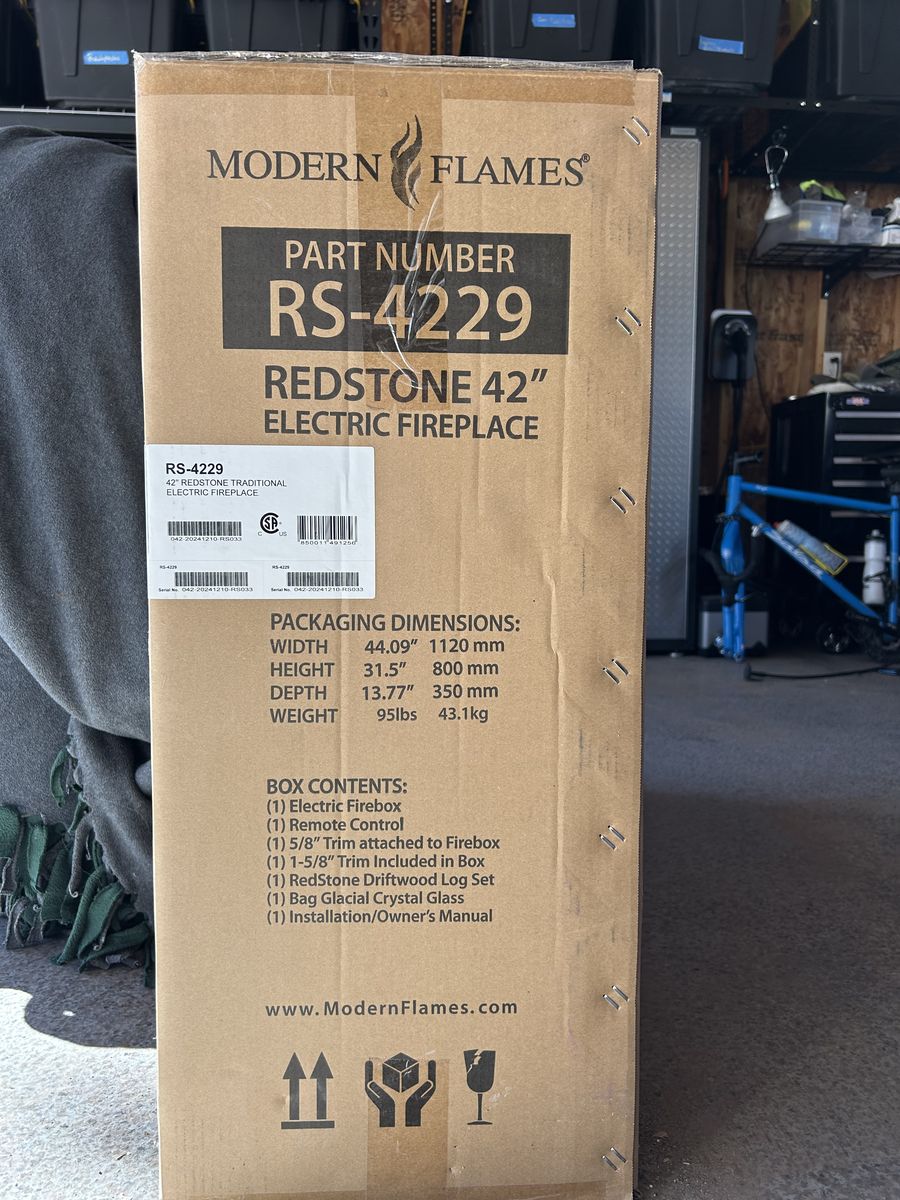 MODERN FLAMES®
PART NUMBER
RS-4229
REDSTONE 42"
ELECTRIC FIREPLACE
RS-4229
42" REDSTONE TRADITIONAL
ELECTRIC FIREPLACE
042-20241210-RS033
C SA® US
850011 491256
RS-4229
RS-4229
Serial No. 042-20241210-RS033
Serial No. 042-20241210-RS033
PACKAGING DIMENSIONS:
WIDTH 44.09" 1120 mm
HEIGHT 31.5" 800 mm
DEPTH 13.77" 350 mm
WEIGHT 95lbs 43.1kg
BOX CONTENTS:
(1) Electric Firebox
(1) Remote Control
(1) 5/8" Trim attached to Firebox
(1) 1-5/8" Trim Included in Box
(1) RedStone Driftwood Log Set
(1) Bag Glacial Crystal Glass
(1) Installation/Owner's Manual
www.ModernFlames.com